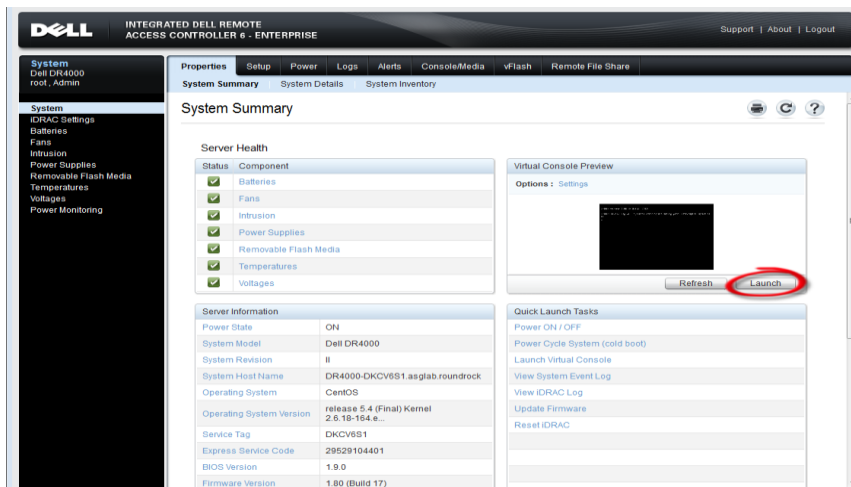 DELL
INTEGRATED DELL REMOTE
ACCESS CONTROLLER 6 - ENTERPRISE
Support | About | Logout
System
Dell DR4000
root , Admin
System
iDRAC Settings
Batteries
Fans
Intrusion
Power Supplies
Removable Flash Media
Temperatures
Voltages
Power Monitoring
Properties Setup Power Logs Alerts Console/Media vFlash Remote File Share
System Summary System Details System Inventory
System Summary
?
Server Health
Status Component
Batteries
Fans
Intrusion
Power Supplies
Removable Flash Media
Temperatures
Voltages
Virtual Console Preview
Options : Settings
Refresh Launch
Server Information
Power State ON
System Model Dell DR4000
System Revision II
System Host Name DR4000-DKCV6S1.asglab.roundrock
Operating System CentOS
Operating System Version release 5.4 (Final) Kernel
2.6.18-164.e...
Service Tag DKCV6S1
Express Service Code 29529104401
BIOS Version 1.9.0
Firmware Version 1.80 (Build 17)
Quick Launch Tasks
Power ON / OFF
Power Cycle System (cold boot)
Launch Virtual Console
View System Event Log
View iDRAC Log
Update Firmware
Reset iDRAC